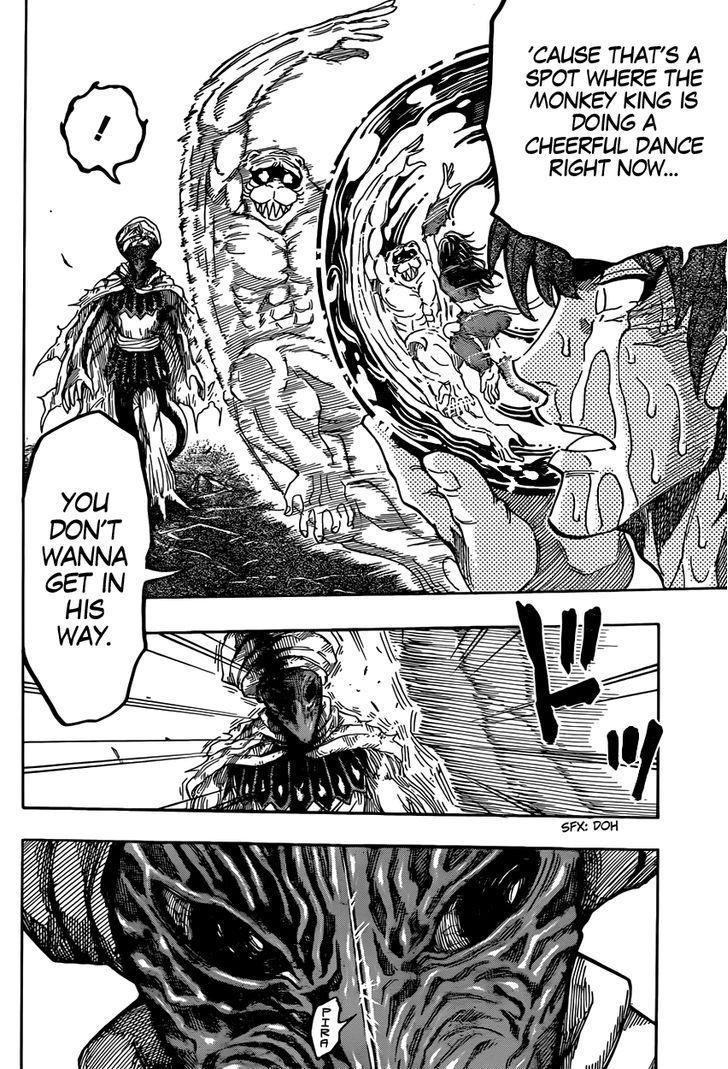 'CAUSE THAT'S A
SPOT WHERE THE
MONKEY KING IS
DOING A
CHEERFUL DANCE
RIGHT NOW...
!
YOU
DON'T
WANNA
GET IN
HIS
WAY.
ドドッ
SFX: DOH
PIRA